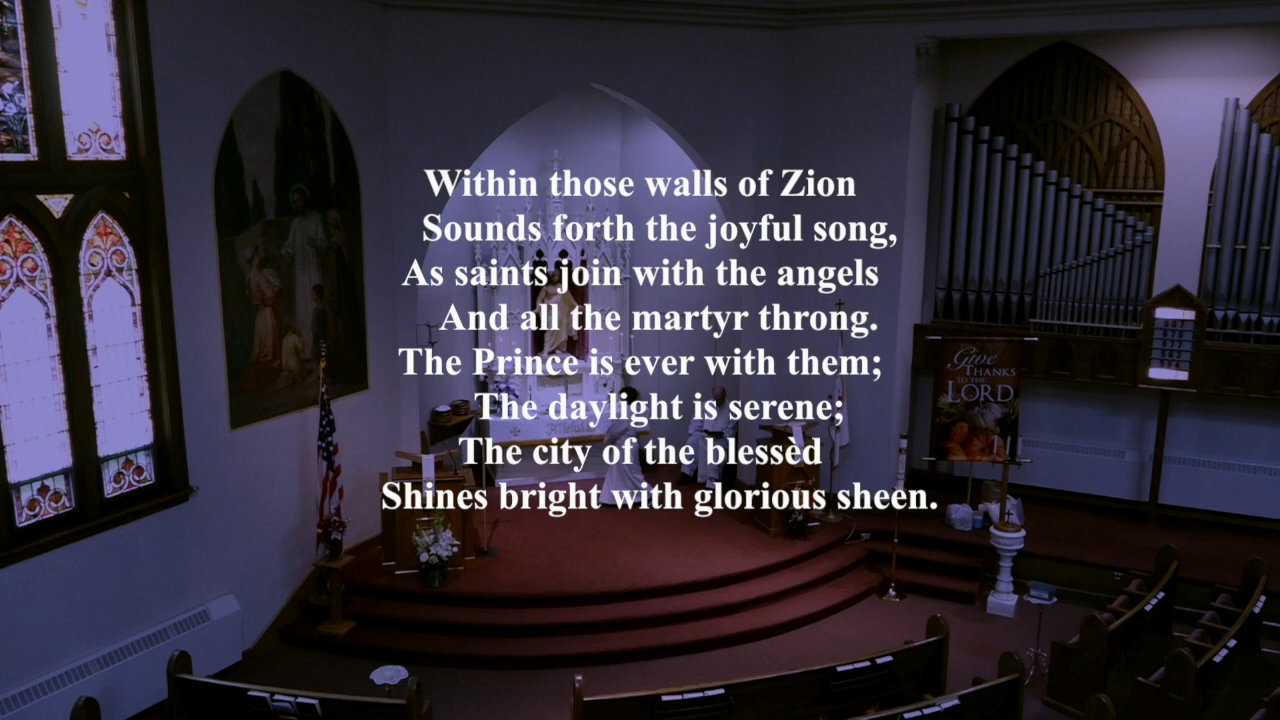 Within those walls of Zion
Sounds forth the joyful song,
As saints join with the angels
And all the martyr throng.
The Prince is ever with them;
The daylight is serene;
The city of the blessèd
Shines bright with glorious sheen.
Give
THANKS
TO THE
LORD
Alleluia